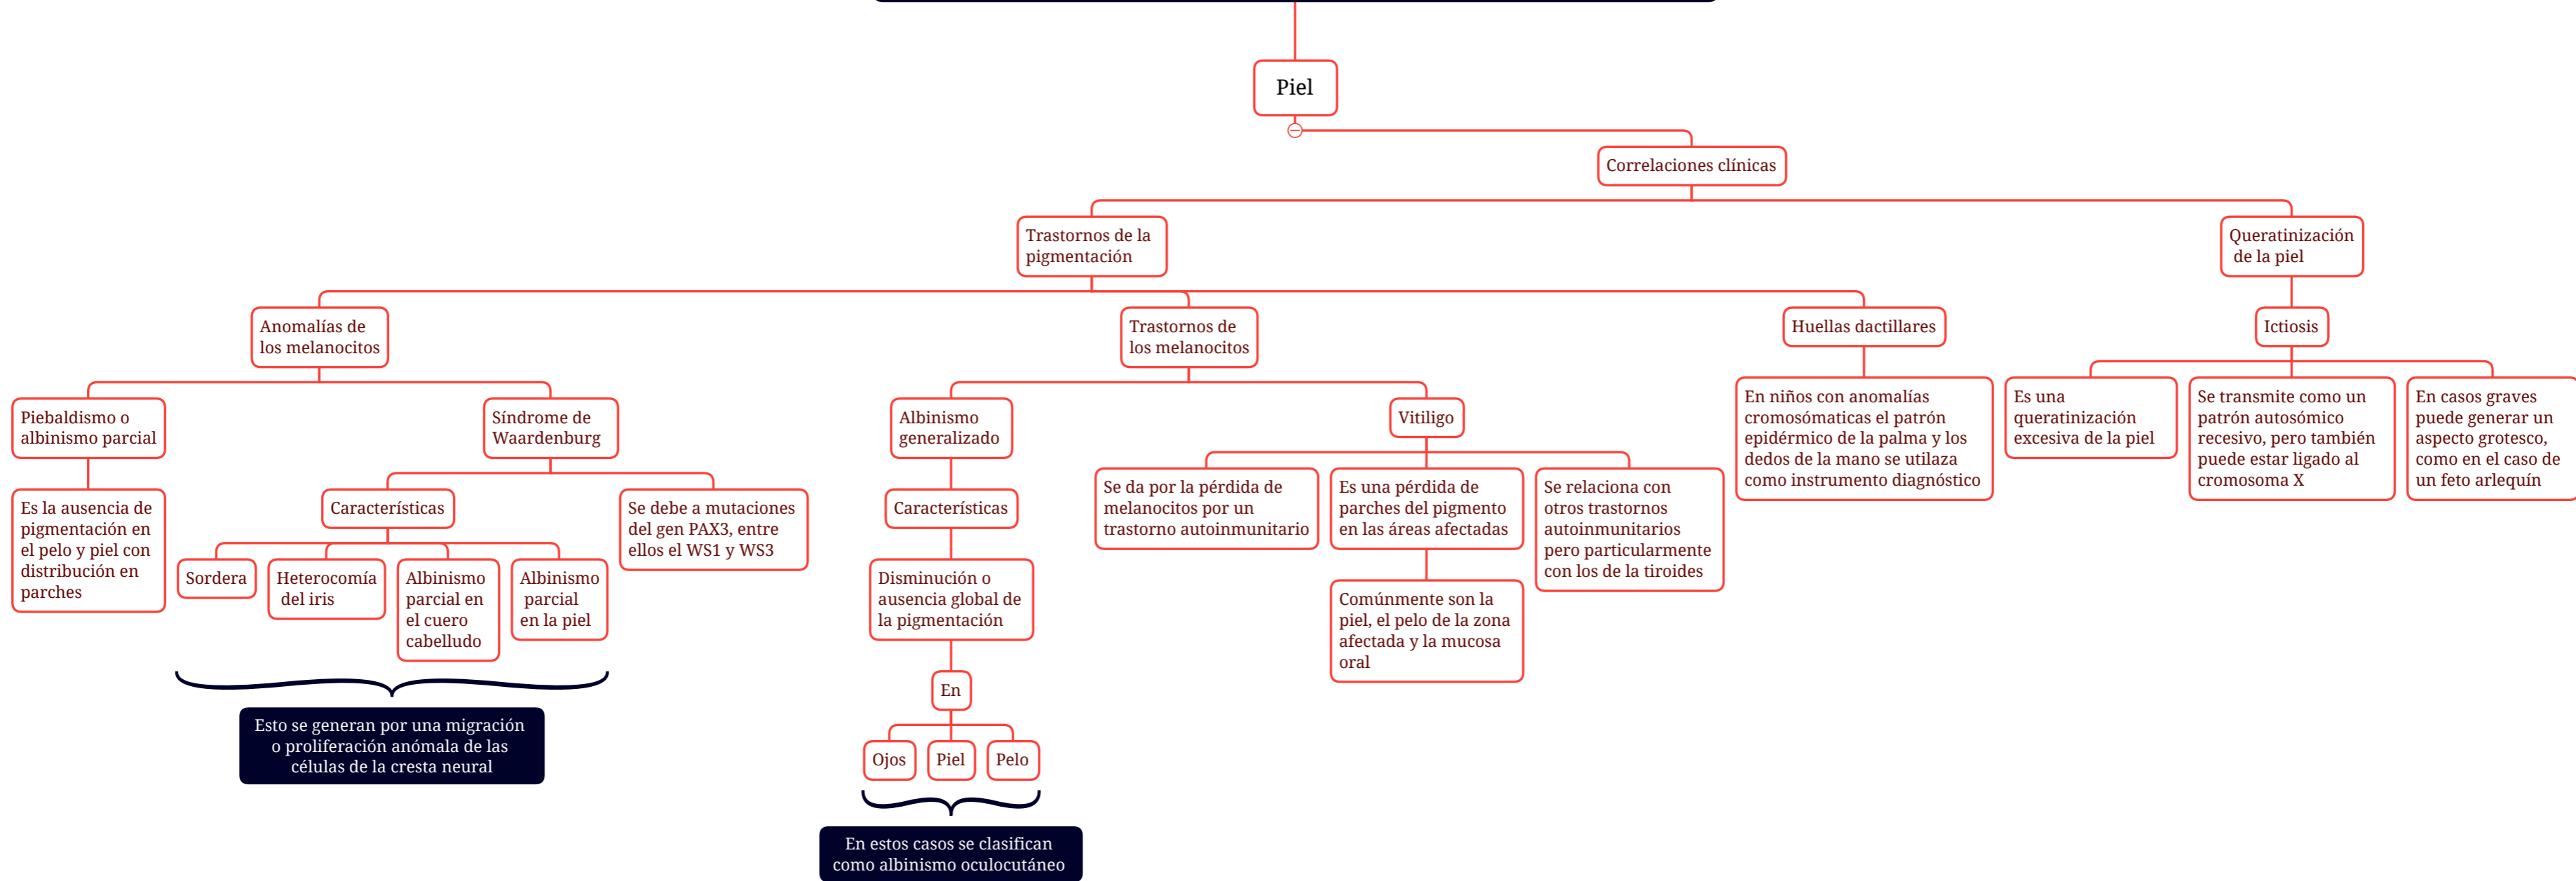 Piel
Correlaciones clínicas
Trastornos de la
pigmentación
Queratinización
de la piel
Anomalías de
los melanocitos
Trastornos de
los melanocitos
Huellas dactillares
Ictiosis
Piebaldismo o
albinismo parcial
Síndrome de
Waardenburg
Albinismo
generalizado
Vitiligo
En niños con anomalías
cromosómaticas el patrón
epidérmico de la palma y los
dedos de la mano se utilaza
como instrumento diagnóstico
Es una
queratinización
excesiva de la piel
Se transmite como un
patrón autosómico
recesivo, pero también
puede estar ligado al
cromosoma X
En casos graves
puede generar un
aspecto grotesco,
como en el caso de
un feto arlequín
Es la ausencia de
pigmentación en
el pelo y piel con
distribución en
parches
Características
Se debe a mutaciones
del gen PAX3, entre
ellos el WS1 y WS3
Características
Se da por la pérdida de
melanocitos por un
trastorno autoinmunitario
Es una pérdida de
parches del pigmento
en las áreas afectadas
Se relaciona con
otros trastornos
autoinmunitarios
pero particularmente
con los de la tiroides
Sordera
Heterocomía
del iris
Albinismo
parcial en
el cuero
cabelludo
Albinismo
parcial
en la piel
Disminución o
ausencia global de
la pigmentación
Comúnmente son la
piel, el pelo de la zona
afectada y la mucosa
oral
En
Esto se generan por una migración
o proliferación anómala de las
células de la cresta neural
Ojos
Piel
Pelo
En estos casos se clasifican
como albinismo oculocutáneo